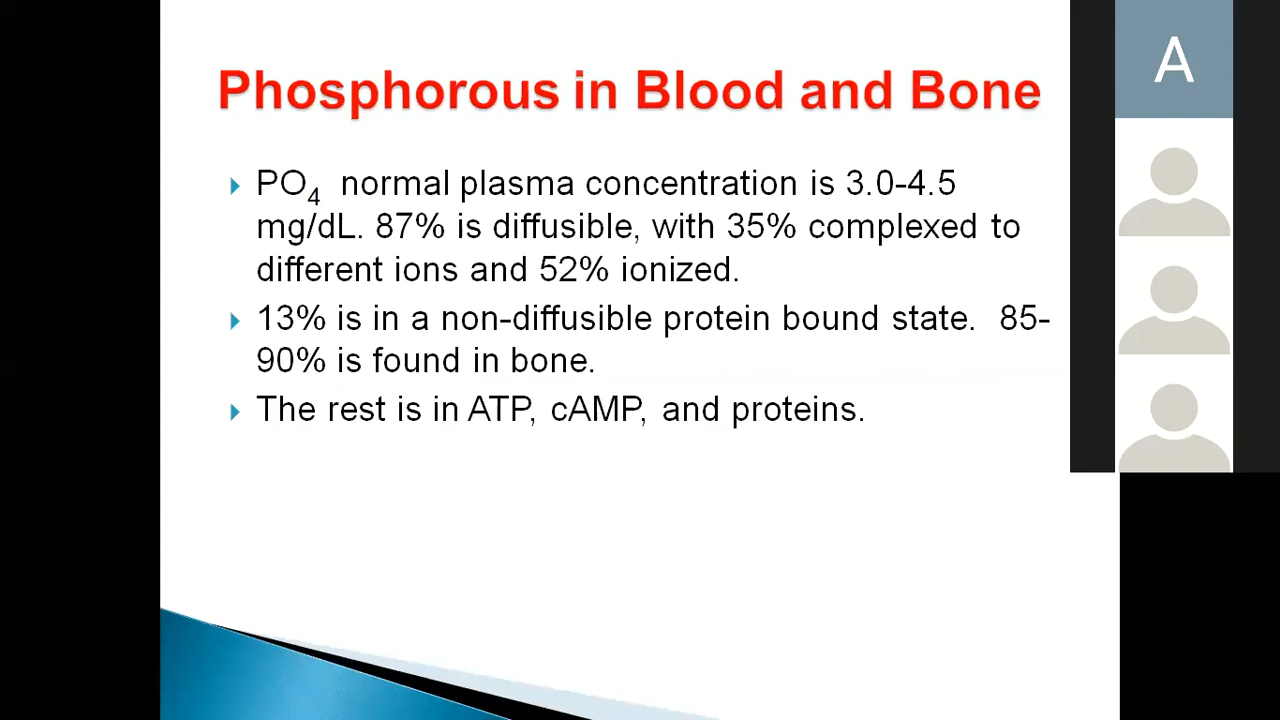 Phosphorous in Blood and Bone
A
PO4 normal plasma concentration is 3.0-4.5
mg/dL. 87% is diffusible, with 35% complexed to
different ions and 52% ionized.
13% is in a non-diffusible protein bound state. 85-
90% is found in bone.
The rest is in ATP, cAMP, and proteins.